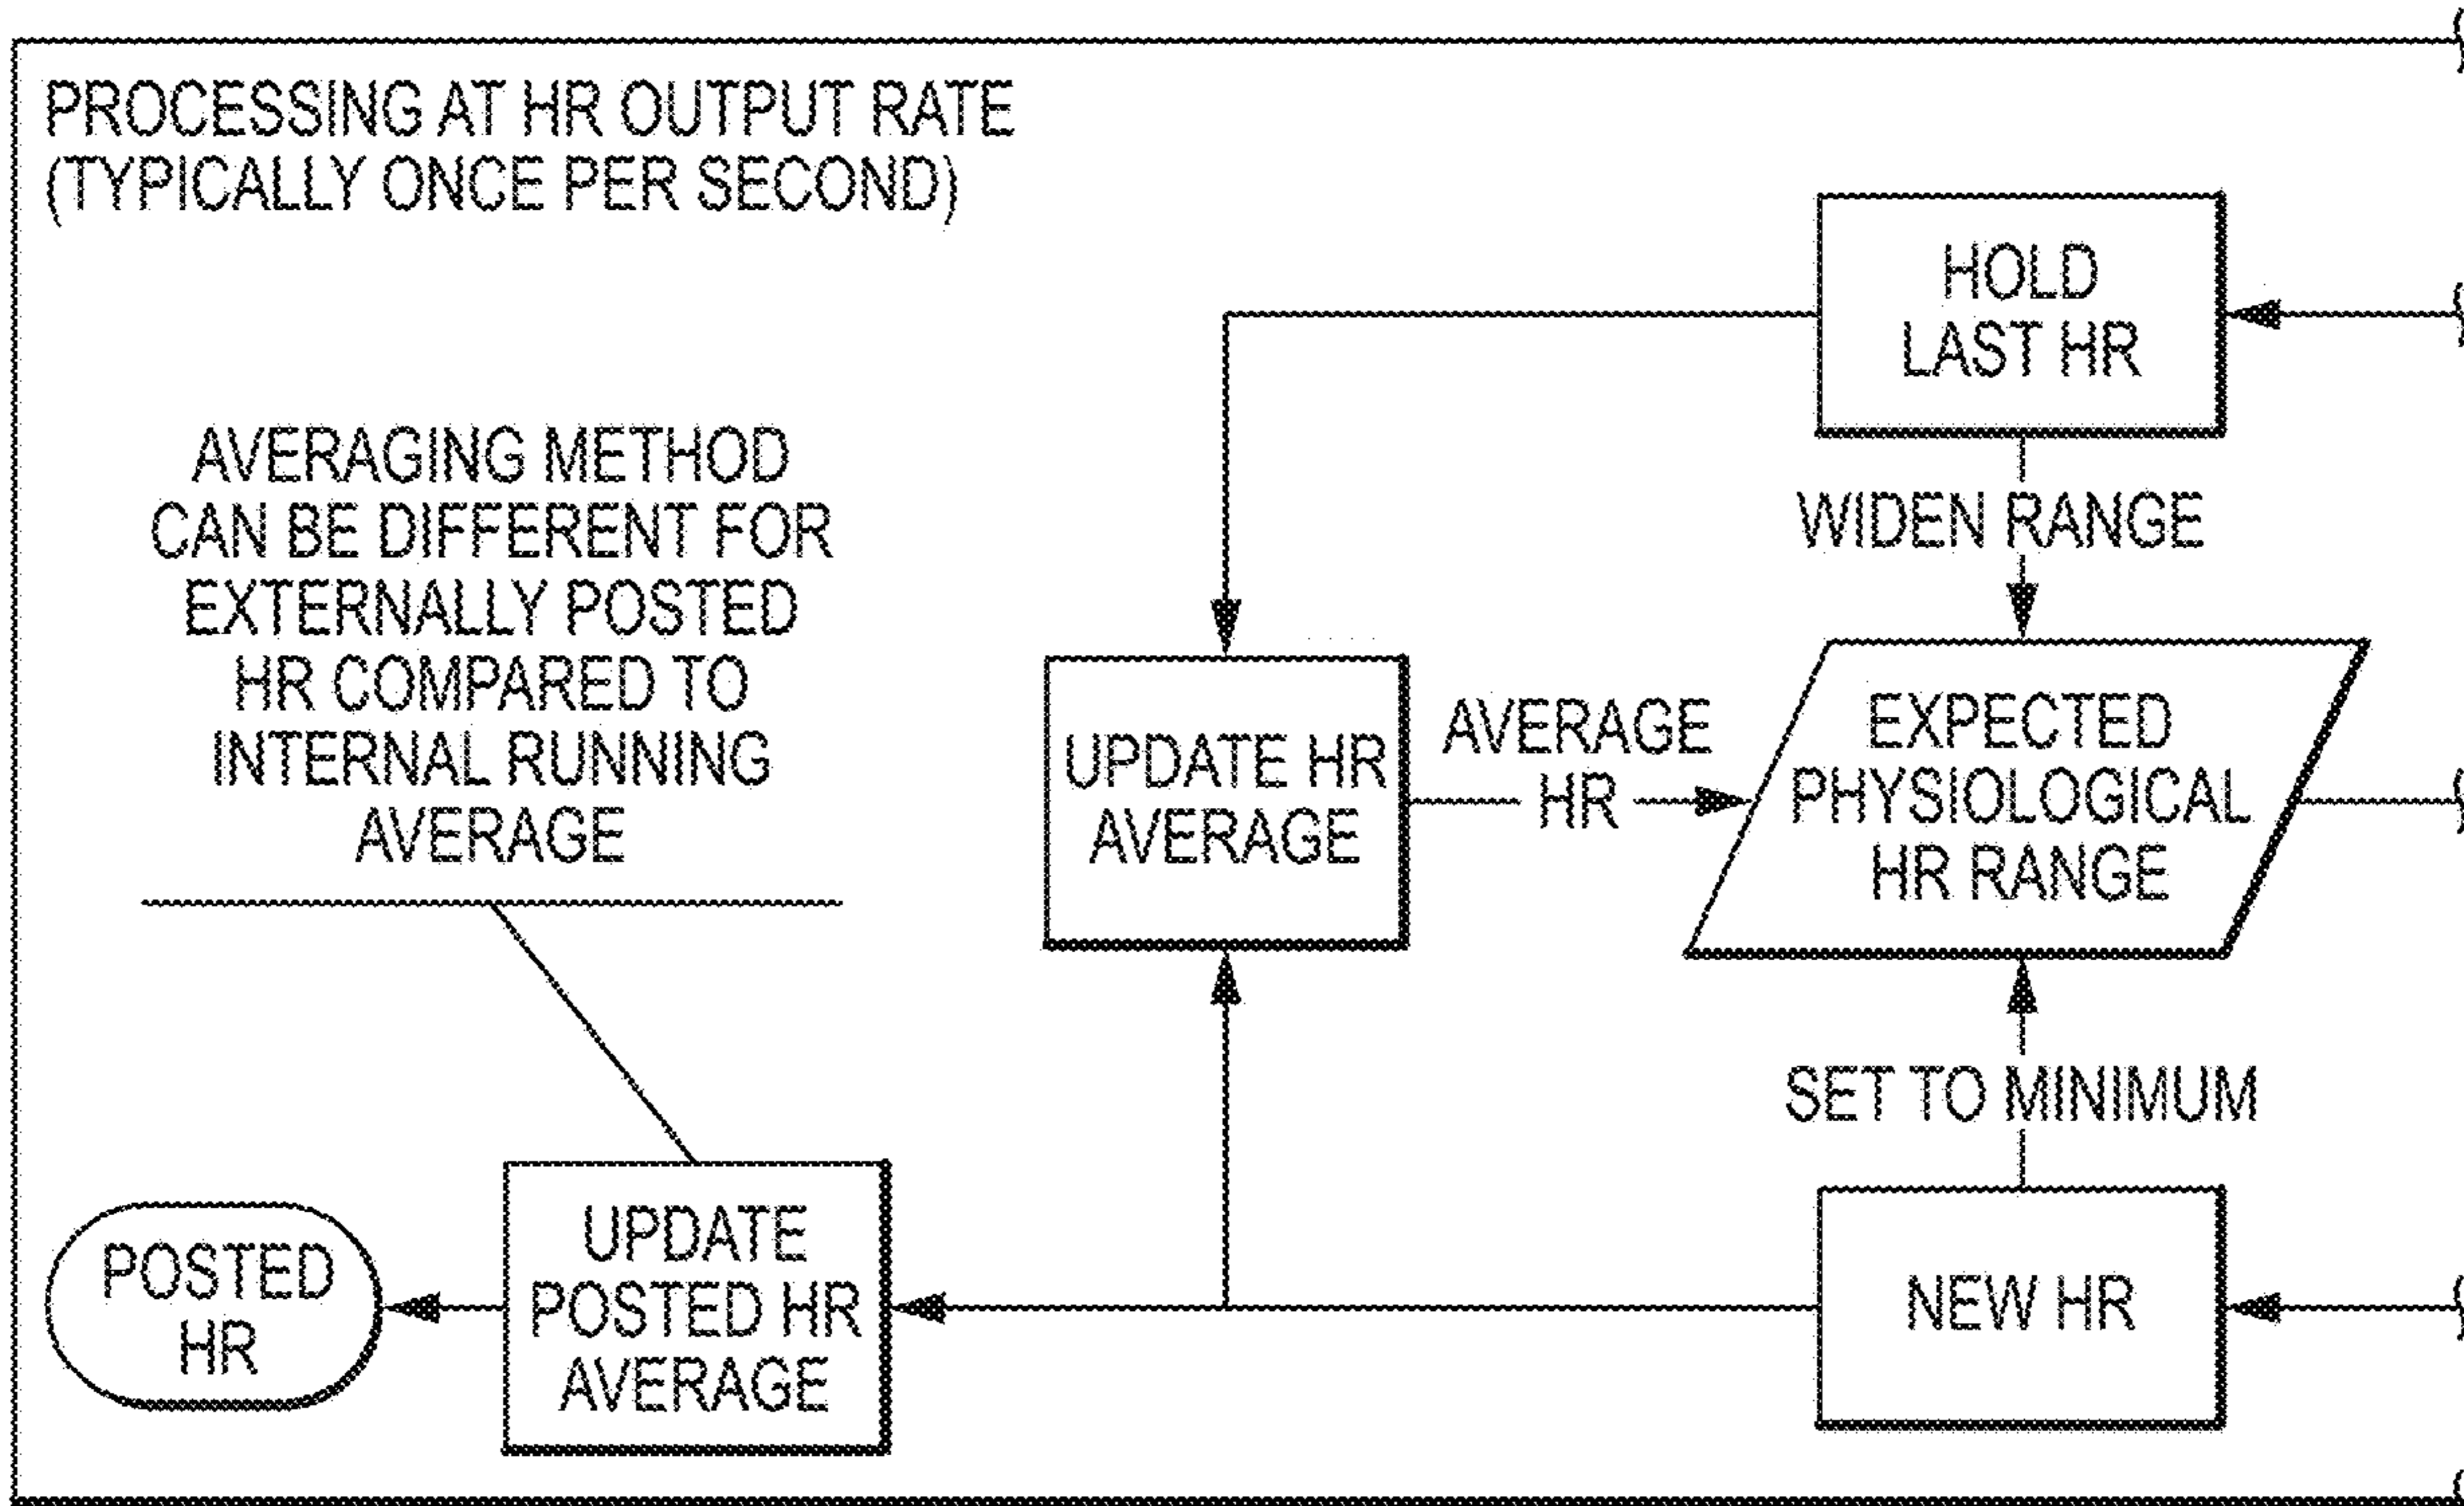 PROCESSING AT HR OUTPUT RATE
(TYPICALLY ONCE PER SECOND)
HOLD
LAST HR
AVERAGING METHOD
CAN BE DIFFERENT FOR
EXTERNALLY POSTED
HR COMPARED TO
INTERNAL RUNNING
AVERAGE
WIDEN RANGE
UPDATE HR
AVERAGE
AVERAGE
HR
EXPECTED
PHYSIOLOGICAL
HR RANGE
SET TO MINIMUM
POSTED
HR
UPDATE
POSTED HR
AVERAGE
NEW HR